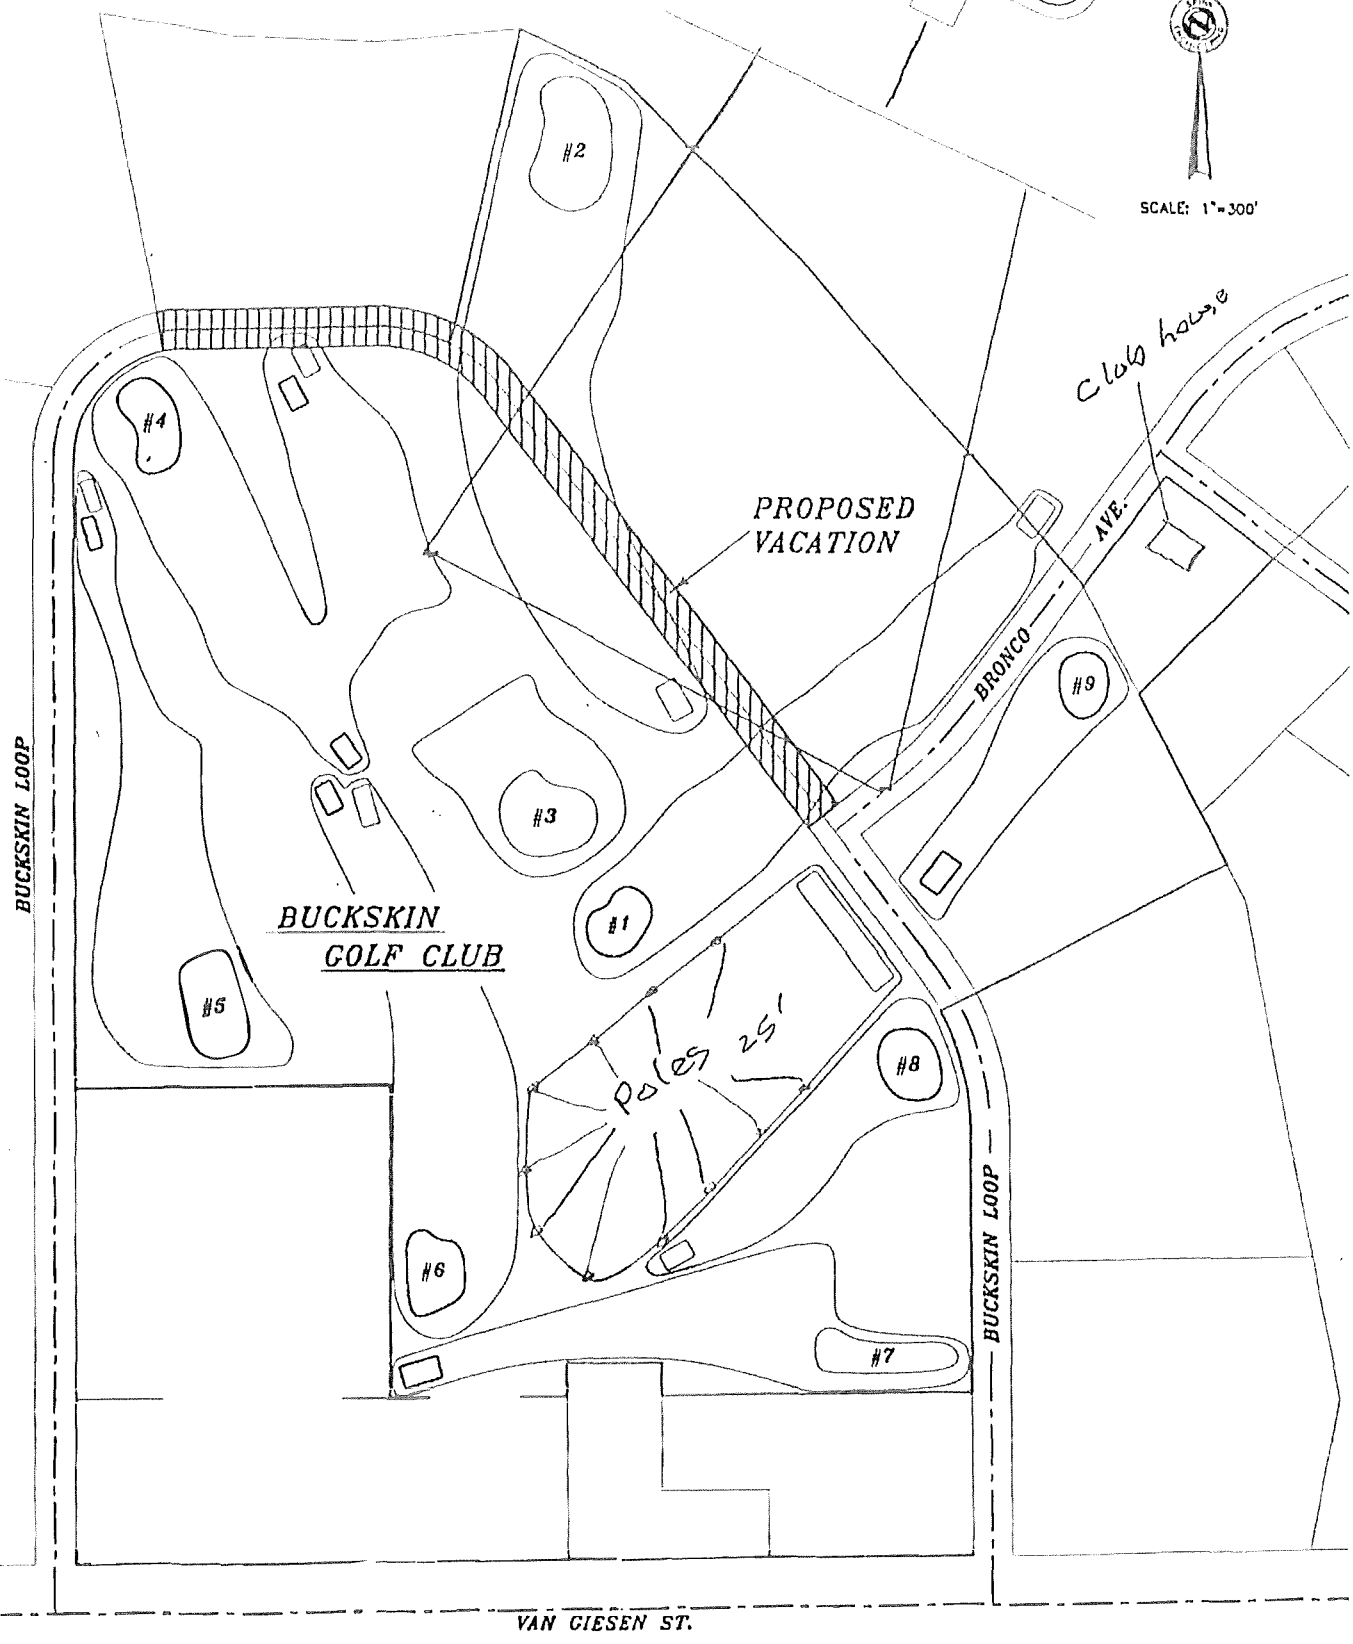 #2
SCALE: 1"=300'
Club house
#4
PROPOSED
VACATION
AVE.
BRONCO
#9
BUCKSKIN LOOP
#3
BUCKSKIN
GOLF CLUB
#1
#5
Poles 25'
#8
BUCKSKIN LOOP
#6
#7
VAN GIESEN ST.